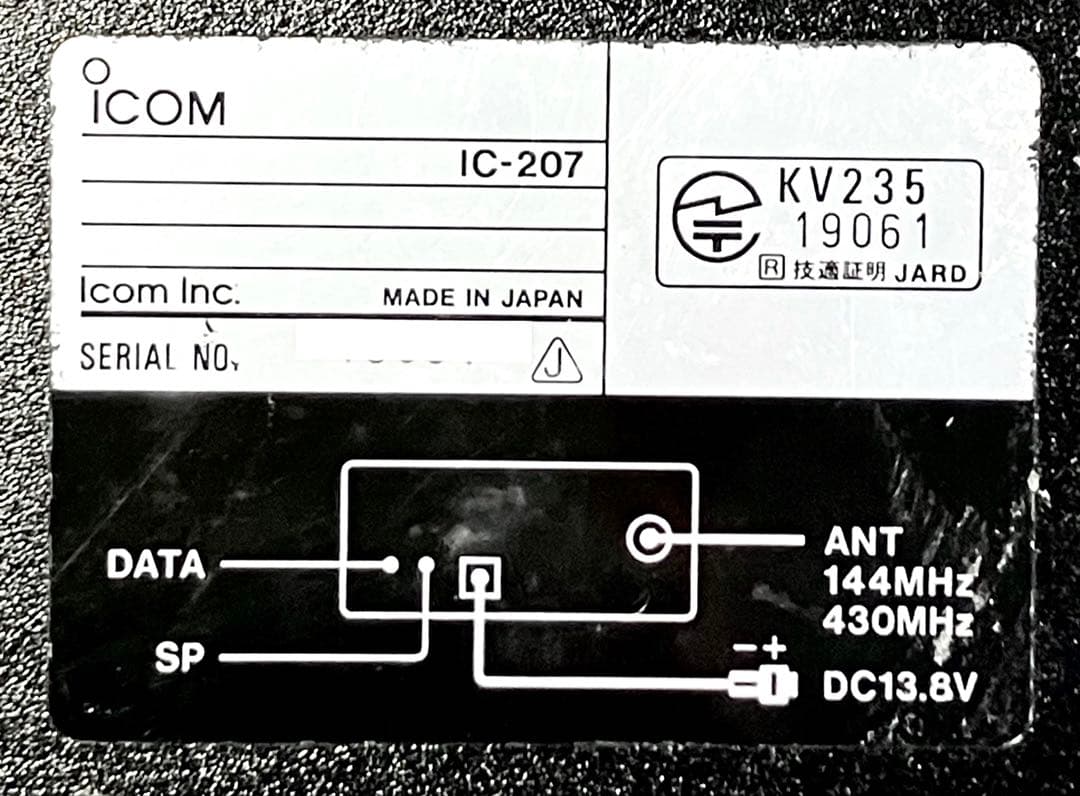 ICOM
IC-207
Icom Inc.
MADE IN JAPAN
SERIAL NO.
J
KV235
19061
R 技適証明 JARD
DATA
SP
ANT
144MHz
430MHz
− +
DC13.8V